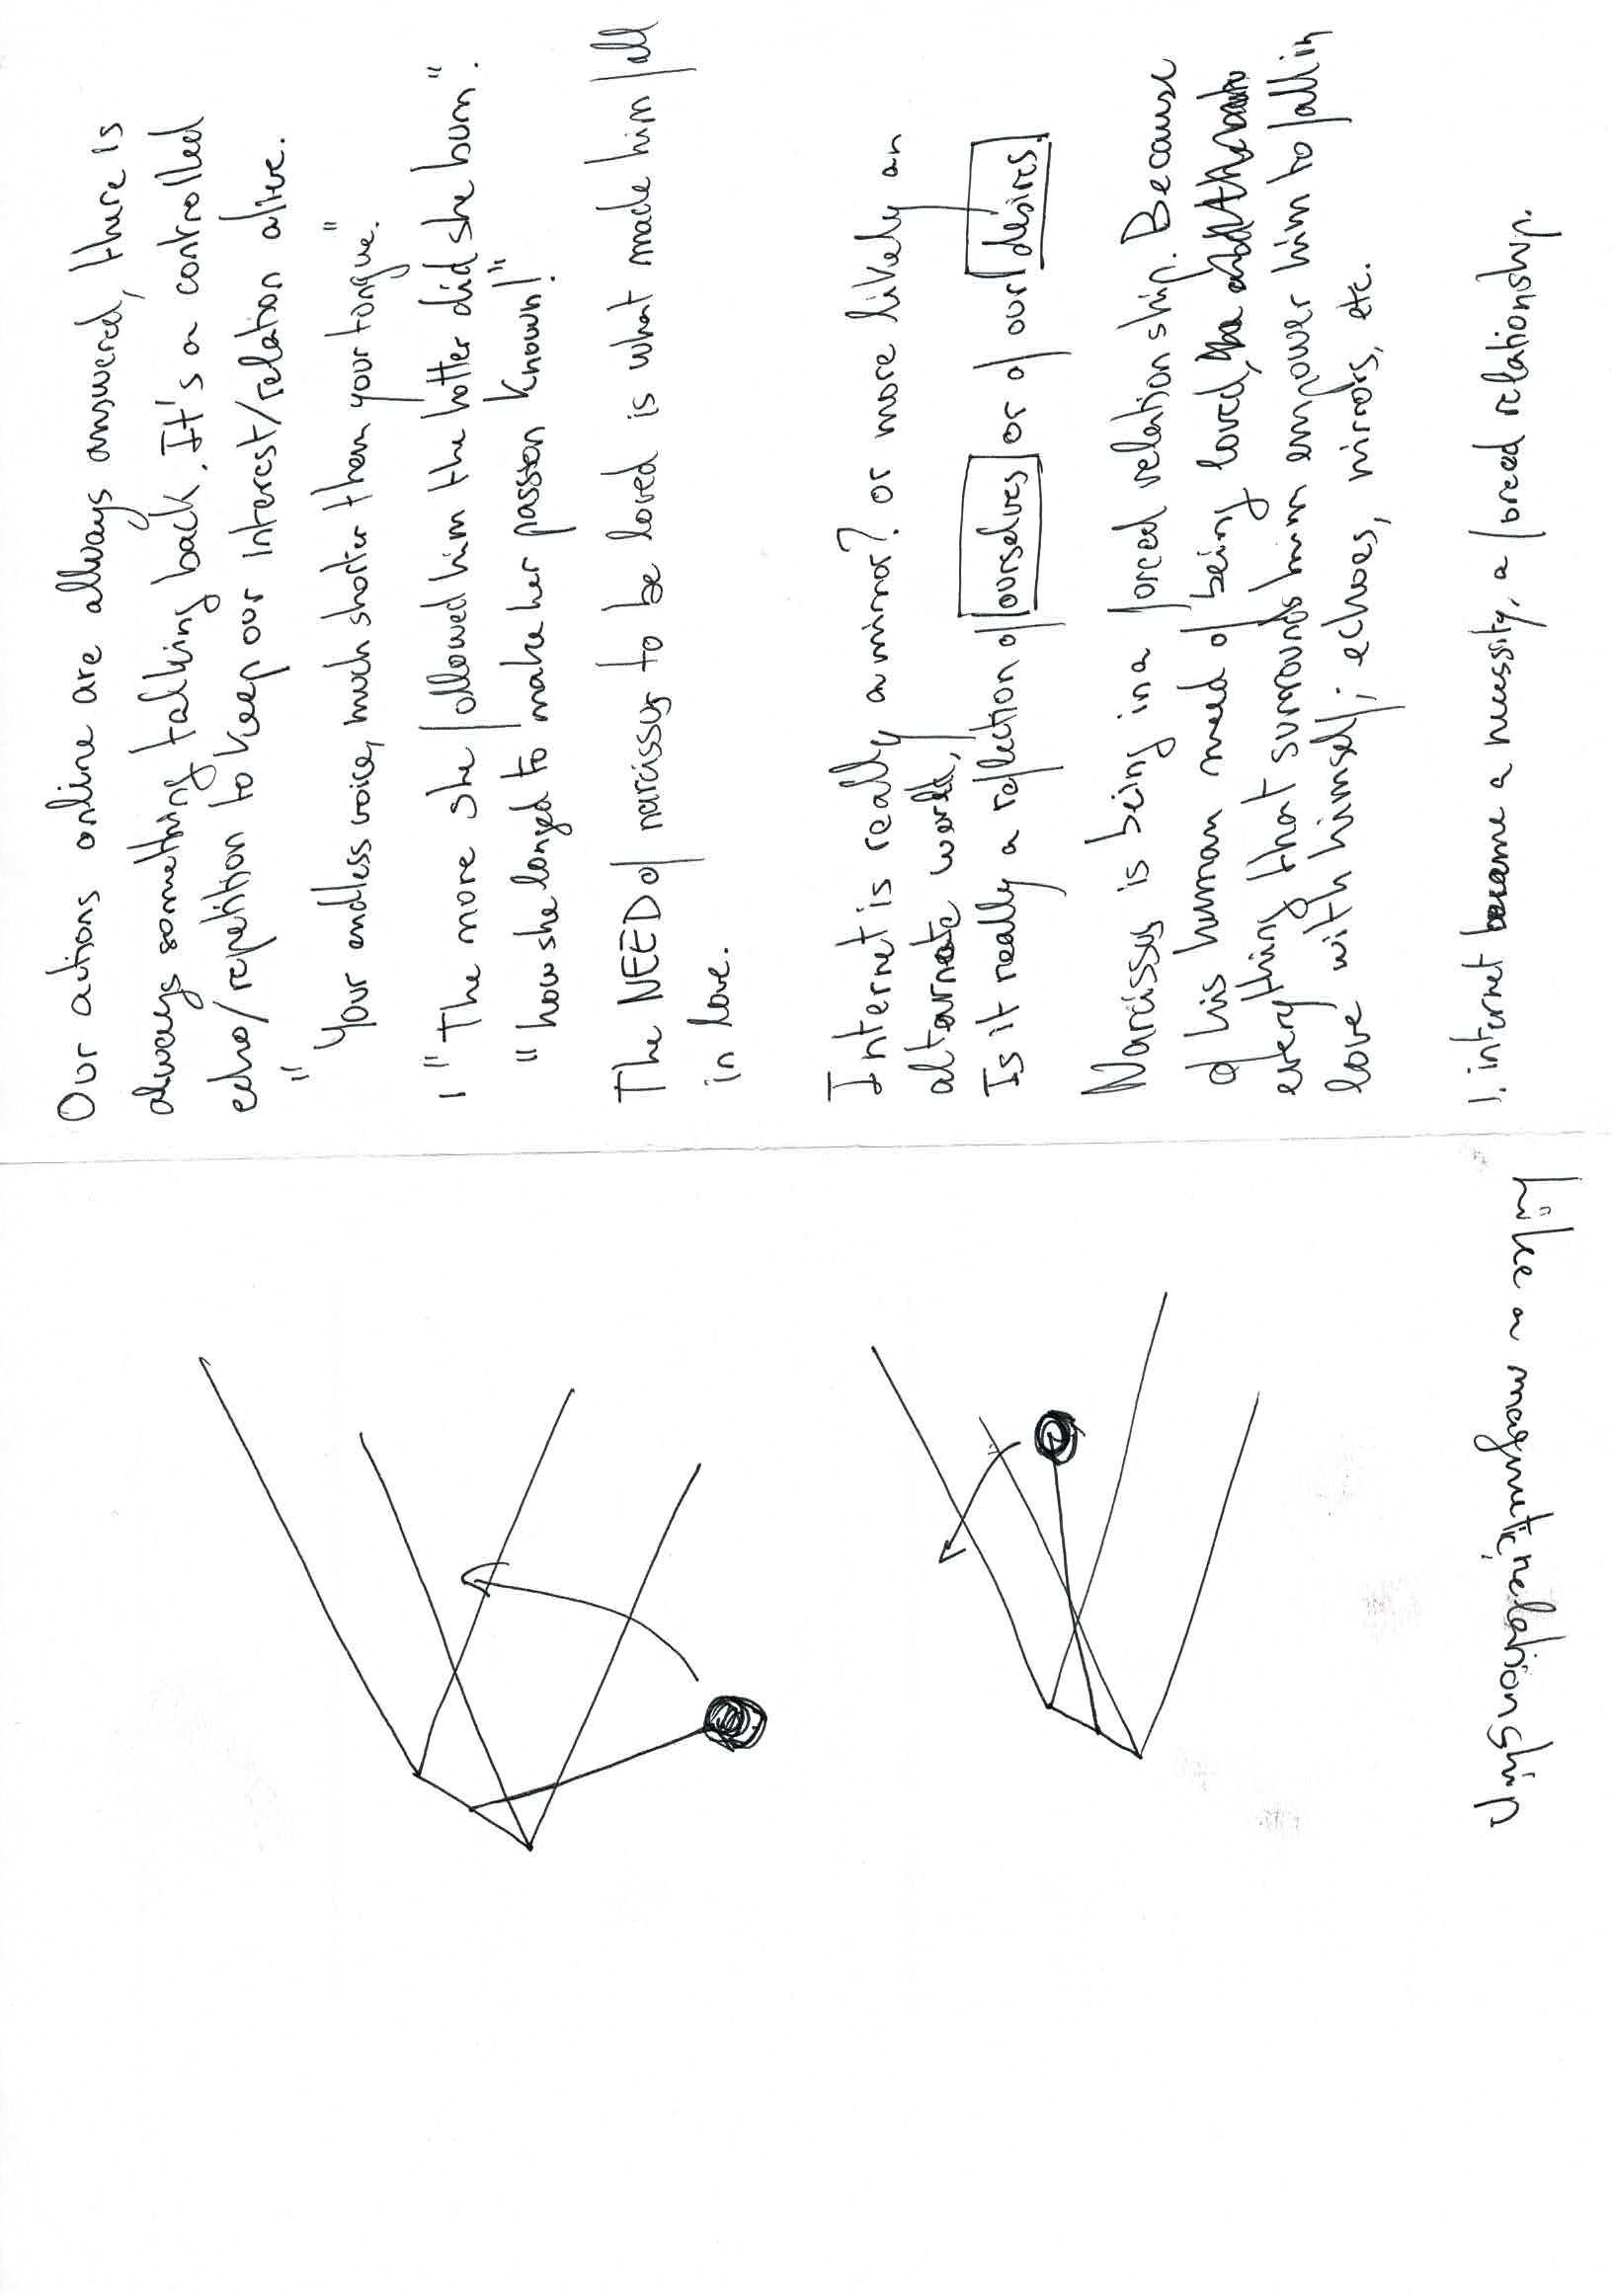 Our actions online are allways answered, there is
always something talking back. It's a controlled
echo/repetition to keep our interest/relation alive.
"Your endless voice, much shorter them your tongue."
1 "The more she followed him the hotter did she burn".
"how she longed to make her passion known!"
The NEED of narcissus to be loved is what made him fall
in love.
Internet is really a mirror? or more likely an
alternate world,
Is it really a reflection of ourselves or of our desires.
Narcissus is being in a forced relationship. Because
of his human need of being loved,
everything that surrounds him empower him to fall in
love with himself; echoes, mirrors, etc.
1. internet became a necessity, a forced relationship.
like a magnetic relationship